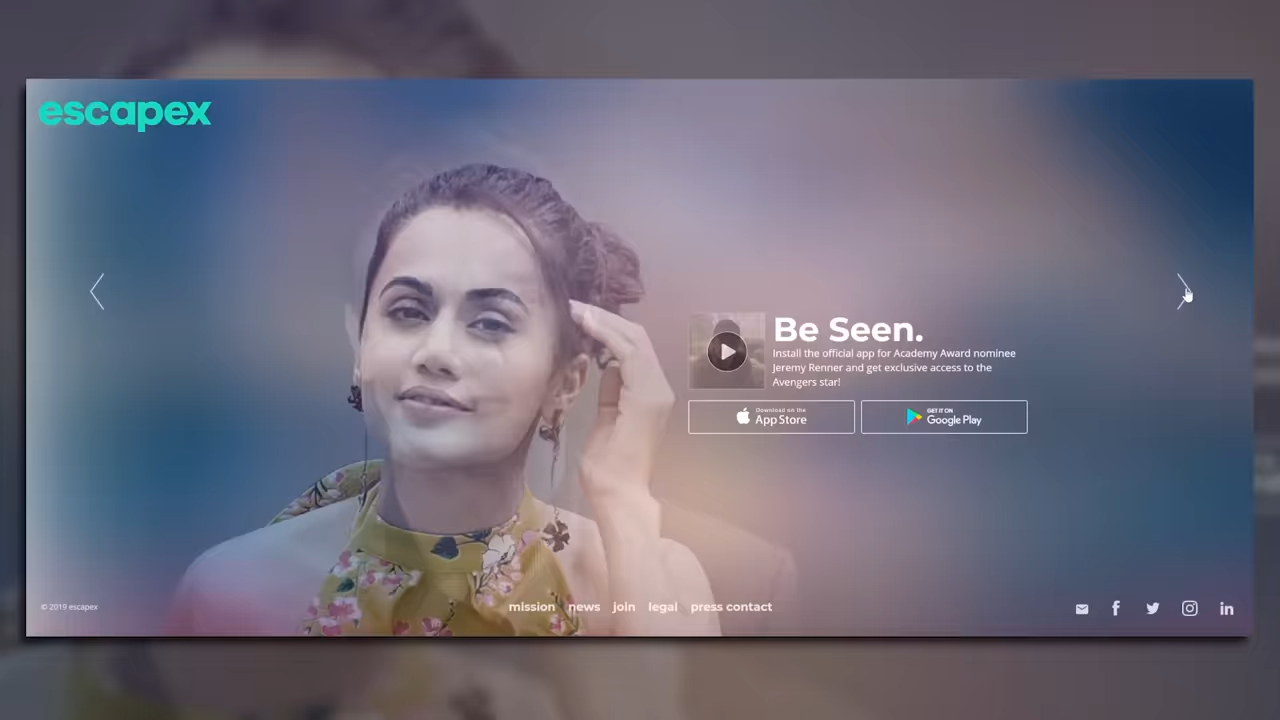 escapex
Be Seen.
Install the official app for Academy Award nominee
Jeremy Renner and get exclusive access to the
Avengers star!
Download on the
App Store
GET IT ON
Google Play
© 2019 escapex
mission news join legal press contact